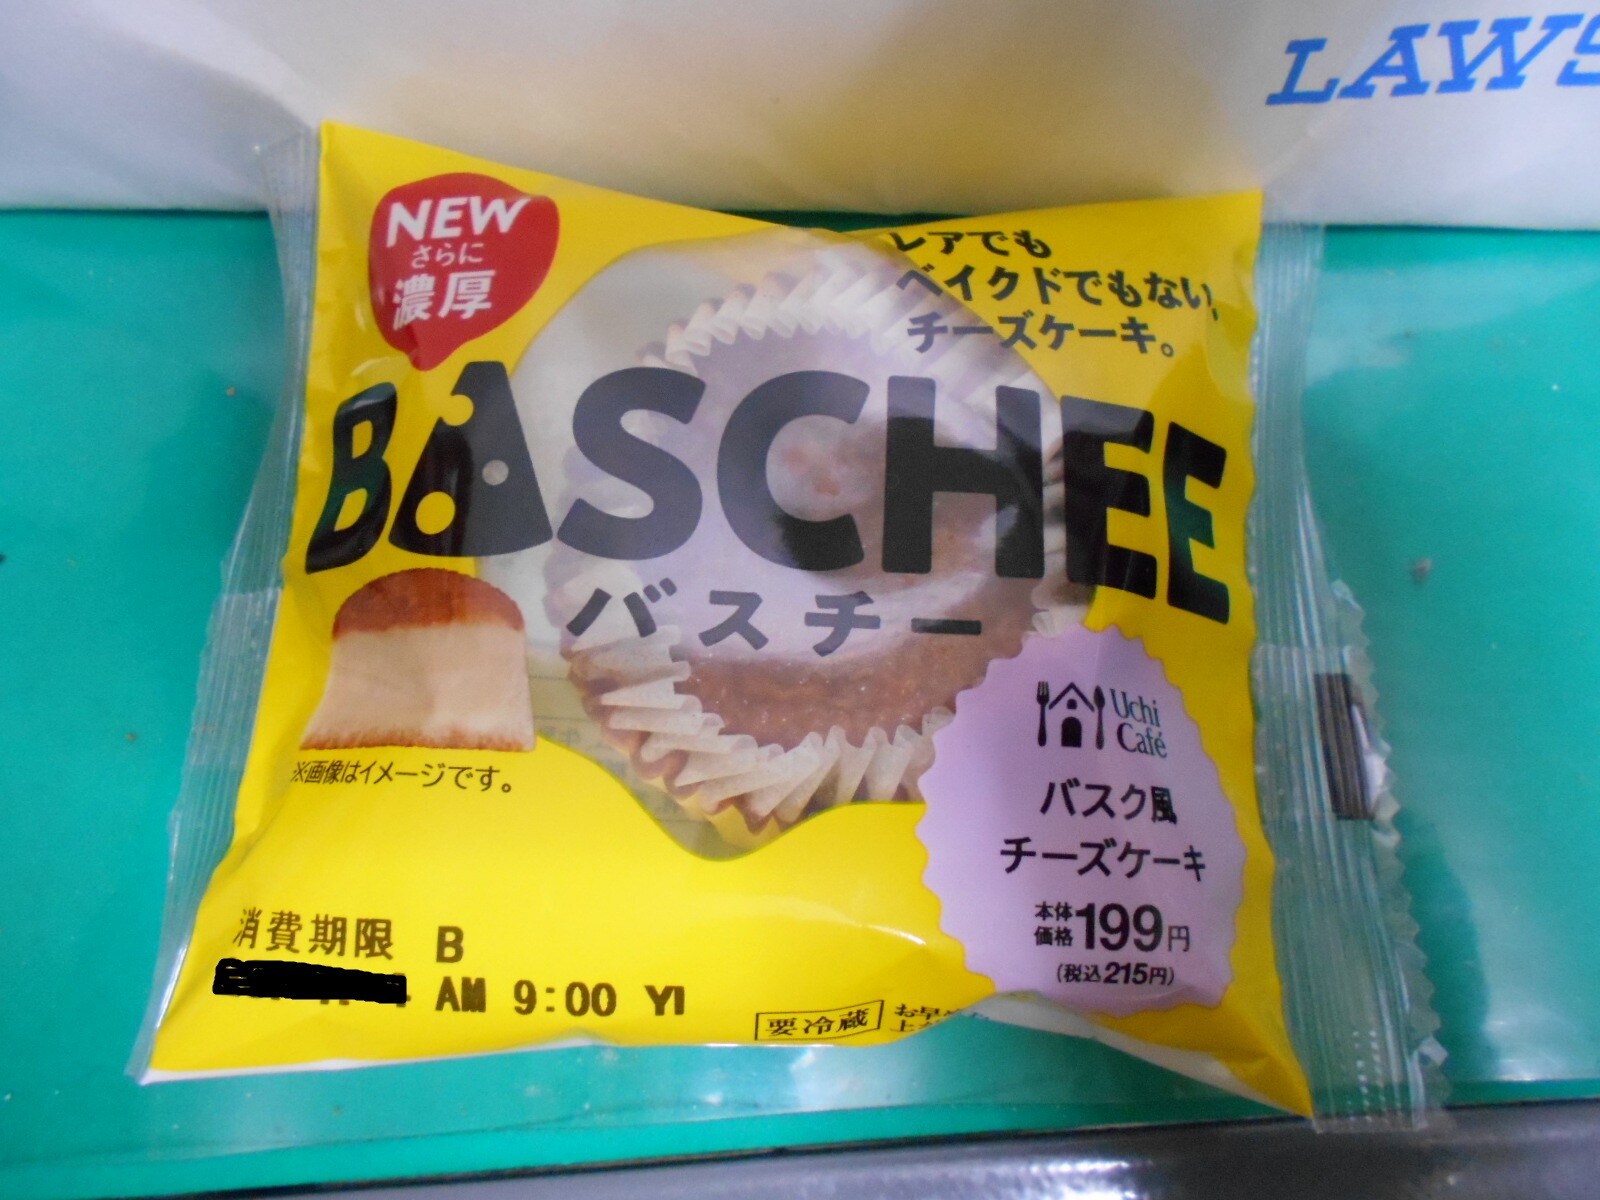 LAWS
NEW
さらに
濃厚
レアでも
ベイクドでもない、
チーズケーキ。
BASCHEE
バスチー
※画像はイメージです。
Uchi
Café
バスク風
チーズケーキ
本体
価格 199円
(税込215円)
消費期限 B
AM 9:00 YI
要冷蔵
お早
上